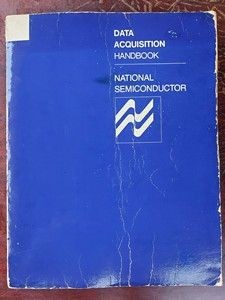 DATA
ACQUISITION
HANDBOOK
NATIONAL
SEMICONDUCTOR